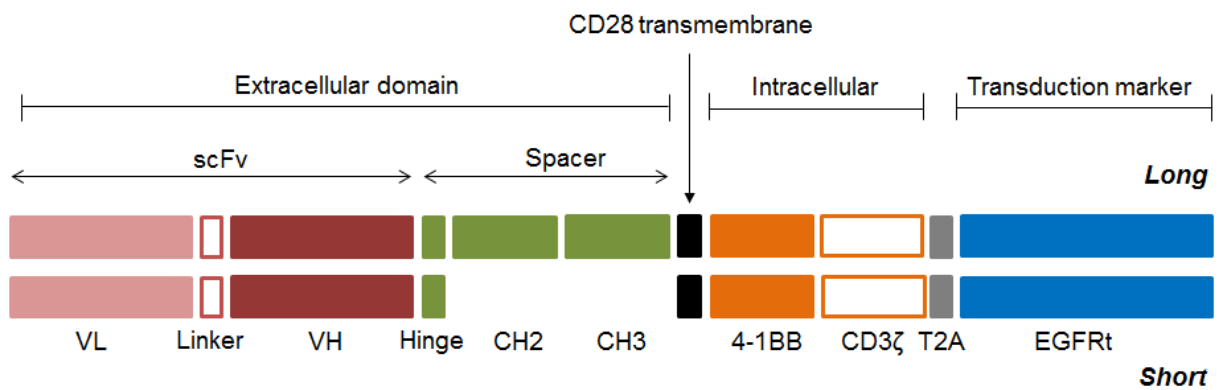 CD28 transmembrane
Extracellular domain
Intracellular
Transduction marker
scFv
Spacer
Long
VL Linker VH Hinge CH2 CH3 4-1BB CD3ζ T2A EGFRt
Short